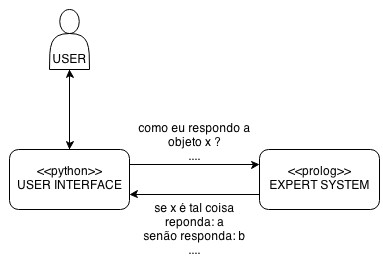 USER
como eu respondo a
objeto x ?
....
<<python>>
USER INTERFACE
<<prolog>>
EXPERT SYSTEM
se x é tal coisa
reponda: a
senão responda: b
....